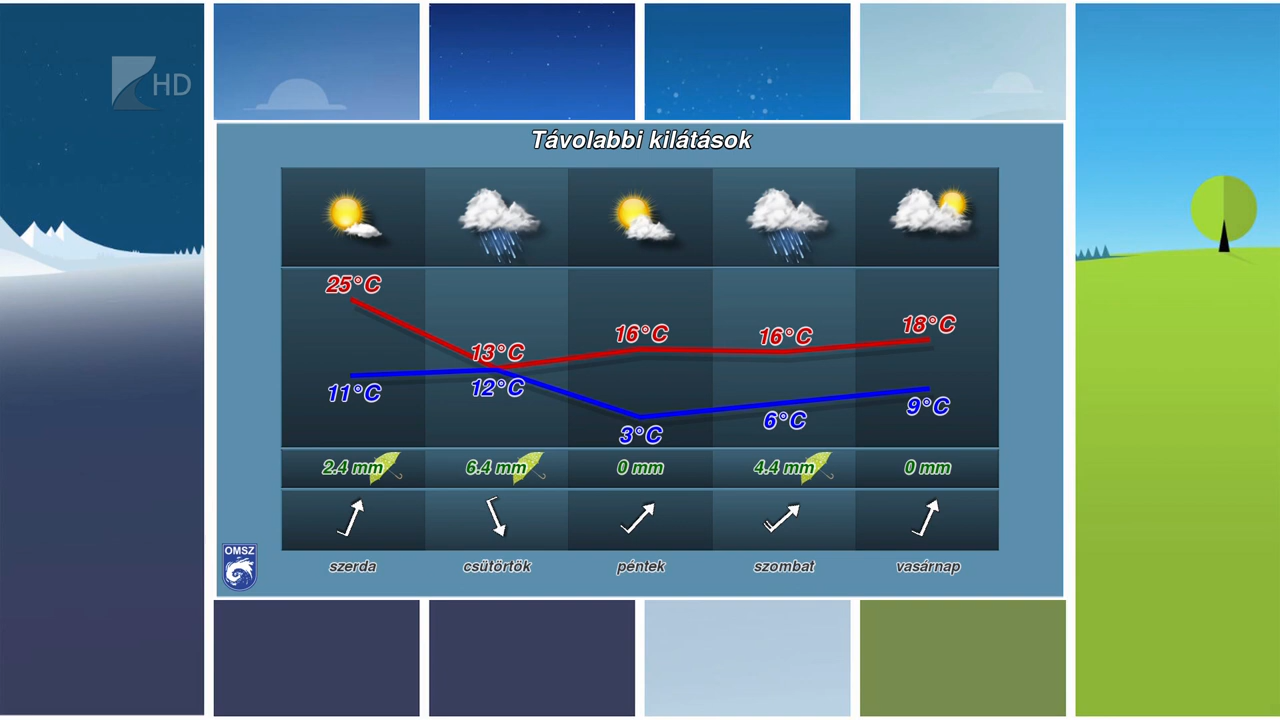 HD
Távolabbi kilátások
25°C 13°C 16°C 16°C 18°C
11°C 12°C 3°C 6°C 9°C
2.4 mm 6.4 mm 0 mm 4.4 mm 0 mm
OMSZ
szerda csütörtök péntek szombat vasárnap